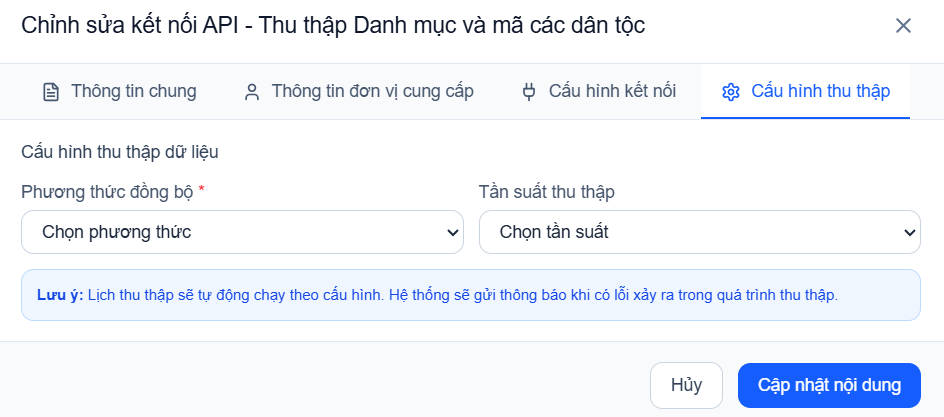 Chỉnh sửa kết nối API - Thu thập Danh mục và mã các dân tộc
Thông tin chung
Thông tin đơn vị cung cấp
Cấu hình kết nối
Cấu hình thu thập
Cấu hình thu thập dữ liệu
Phương thức đồng bộ *
Tần suất thu thập
Chọn phương thức
Chọn tần suất
Lưu ý: Lịch thu thập sẽ tự động chạy theo cấu hình. Hệ thống sẽ gửi thông báo khi có lỗi xảy ra trong quá trình thu thập.
Hủy
Cập nhật nội dung